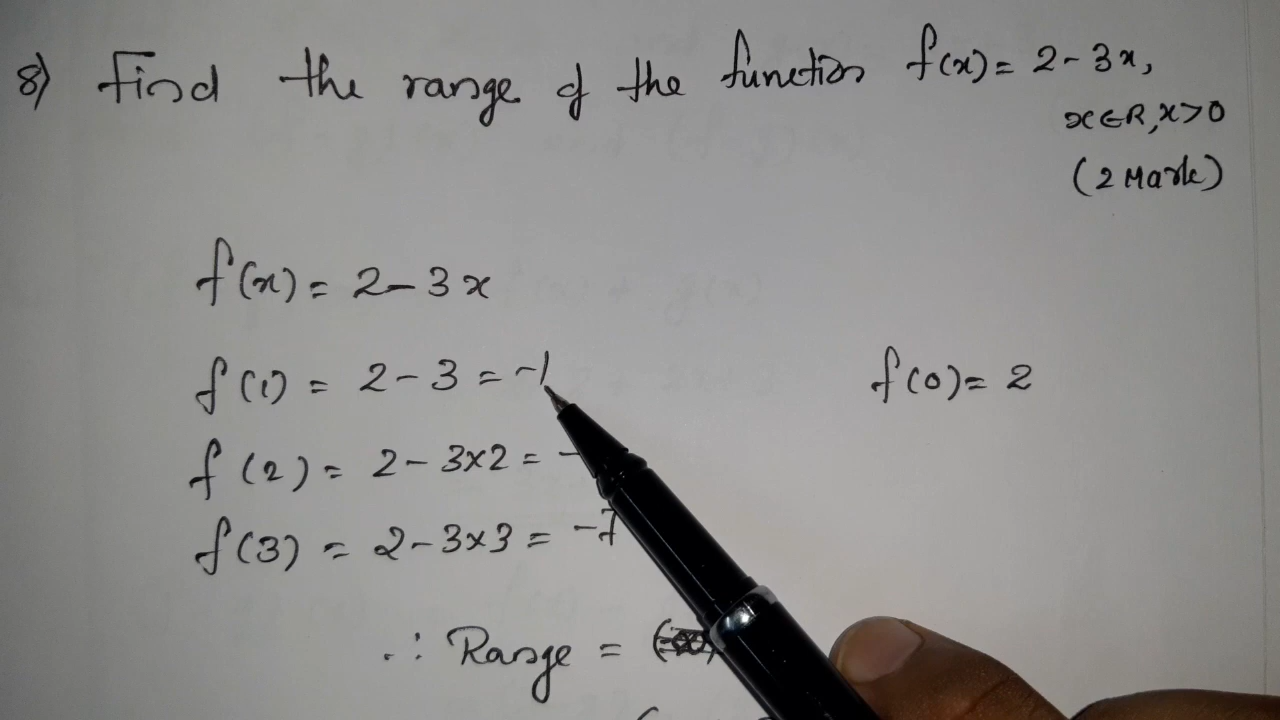 8) Find the range of the function f(x) = 2 - 3x,
x ∈ R, x > 0
(2 Mark)
f(x) = 2 - 3x
f(1) = 2 - 3 = -1
f(0) = 2
f(2) = 2 - 3x2 = -
f(3) = 2 - 3x3 = -7
∴ Range = (
(